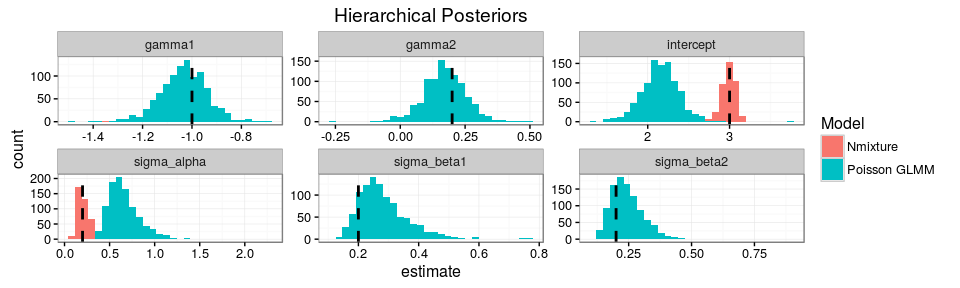 Hierarchical Posteriors
gamma1 gamma2 intercept
100 50 0
150 100 50 0
150 100 50 0
-1.4 -1.2 -1.0 -0.8
-0.25 0.00 0.25 0.50
2 3
count
sigma_alpha sigma_beta1 sigma_beta2
200 150 100 50 0
100 50 0
150 100 50 0
0.0 0.5 1.0 1.5 2.0
0.2 0.4 0.6 0.8
0.25 0.50 0.75
estimate
Model
Nmixture
Poisson GLMM